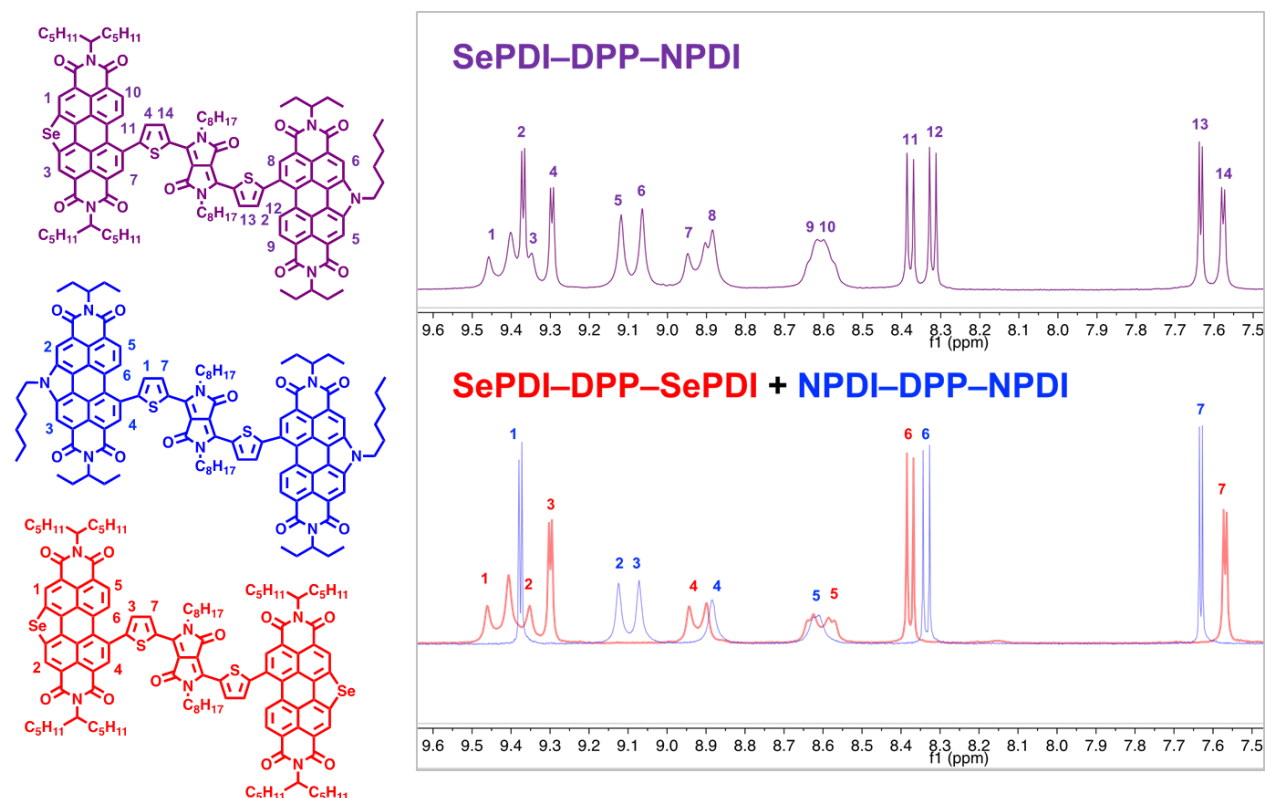 SePDI–DPP–NPDI
1 2 3 4 5 6 7 8 9 10 11 12 13 14
9.6 9.5 9.4 9.3 9.2 9.1 9.0 8.9 8.8 8.7 8.6 8.5 8.4 8.3 8.2 8.1 8.0 7.9 7.8 7.7 7.6 7.5
f1 (ppm)
SePDI–DPP–SePDI + NPDI–DPP–NPDI
1 1 2 3 2 3 4 4 5 5 6 6 7 7
9.6 9.5 9.4 9.3 9.2 9.1 9.0 8.9 8.8 8.7 8.6 8.5 8.4 8.3 8.2 8.1 8.0 7.9 7.8 7.7 7.6 7.5
f1 (ppm)
C5H11 C5H11
O N O
1 10
Se 11 4 14 C8H17
N O
S
3 7
O N
C8H17
S
13 2 12
O N O
8 6
N
9 5
O N O
O N O
C5H11 C5H11
O N O
2 5
N 6 1 7 C8H17
N O
S
3 4
O N
C8H17
S
O N O
N
O N O
O N O
C5H11 C5H11
O N O
1 5
Se 6 3 7 C8H17
N O
S
2 4
O N
C8H17
S
O N O
C5H11 C5H11
C5H11 C5H11
O N O
Se
O N O
C5H11 C5H11